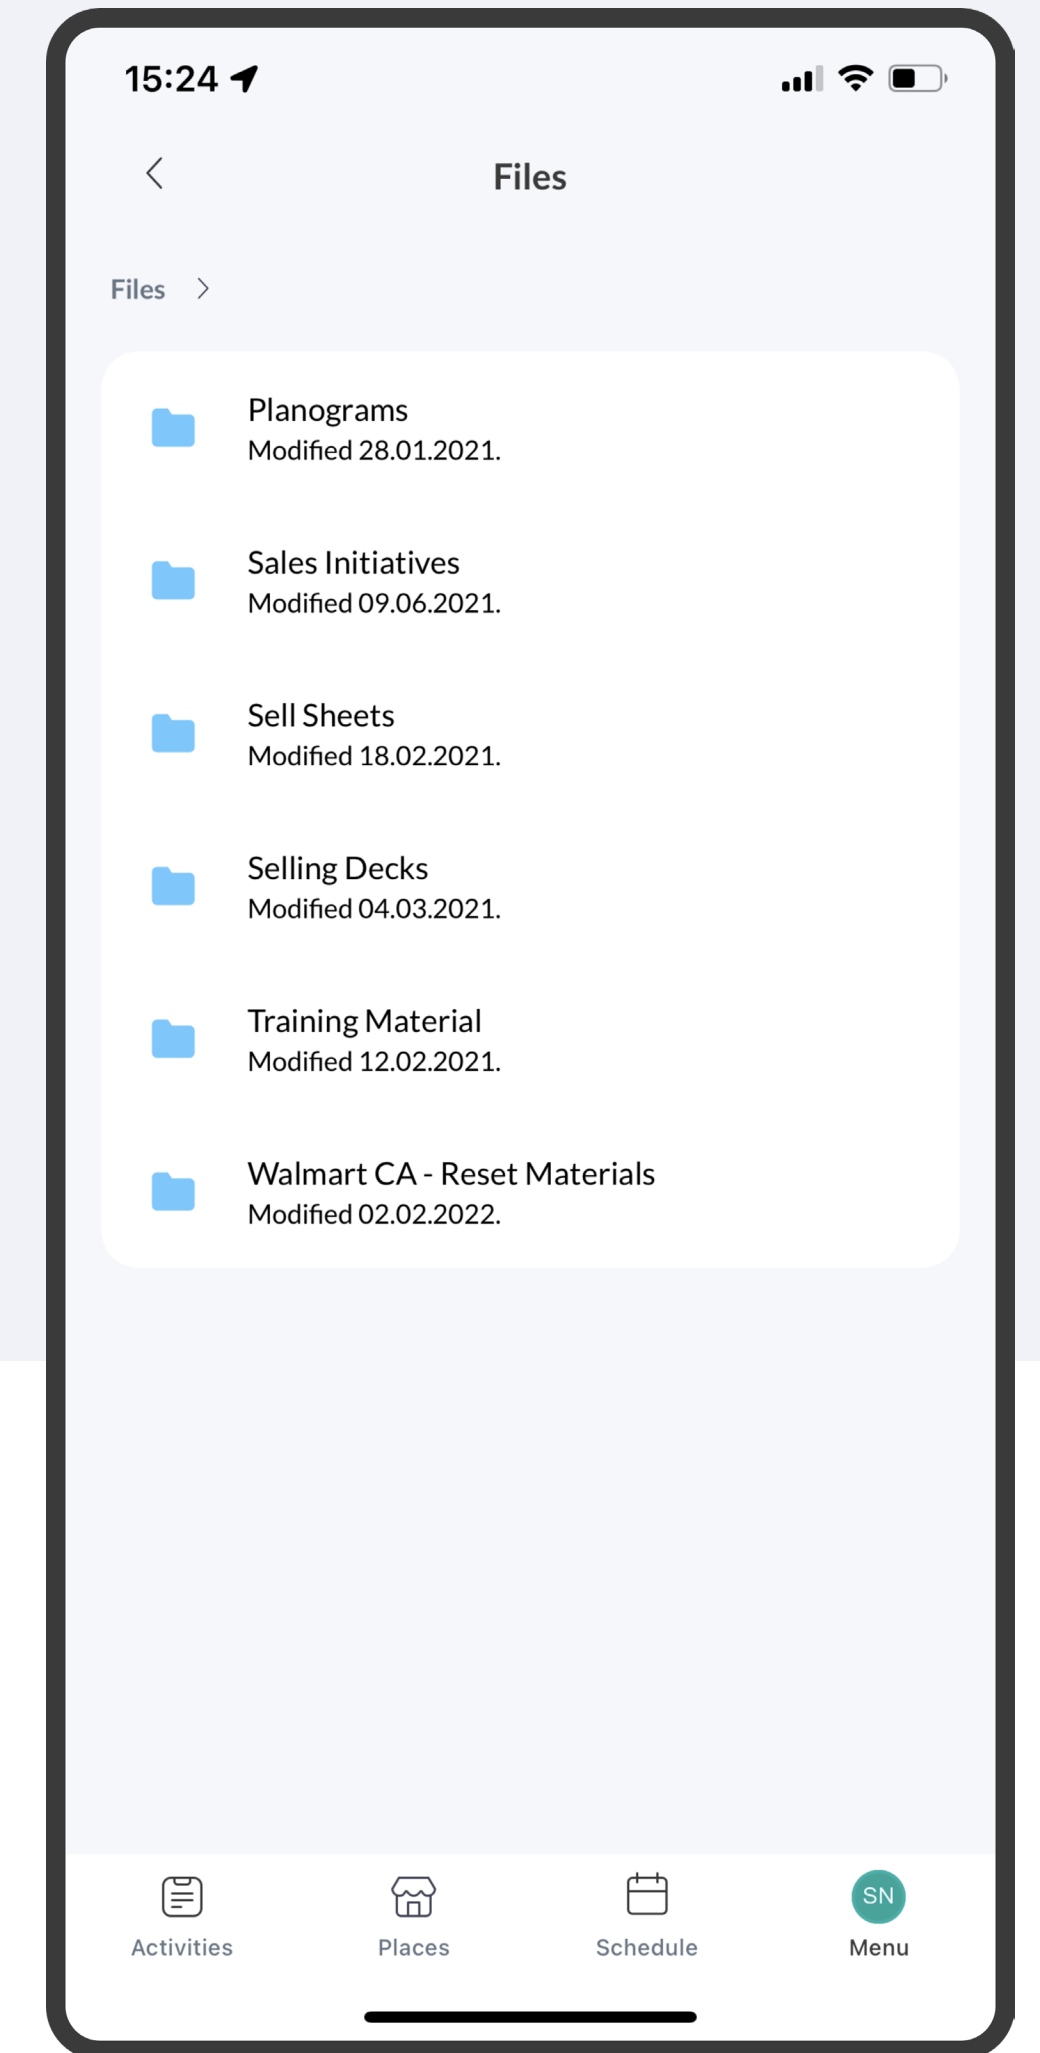 15:24
Files
Files
Planograms
Modified 28.01.2021.
Sales Initiatives
Modified 09.06.2021.
Sell Sheets
Modified 18.02.2021.
Selling Decks
Modified 04.03.2021.
Training Material
Modified 12.02.2021.
Walmart CA - Reset Materials
Modified 02.02.2022.
SN
Activities Places Schedule Menu